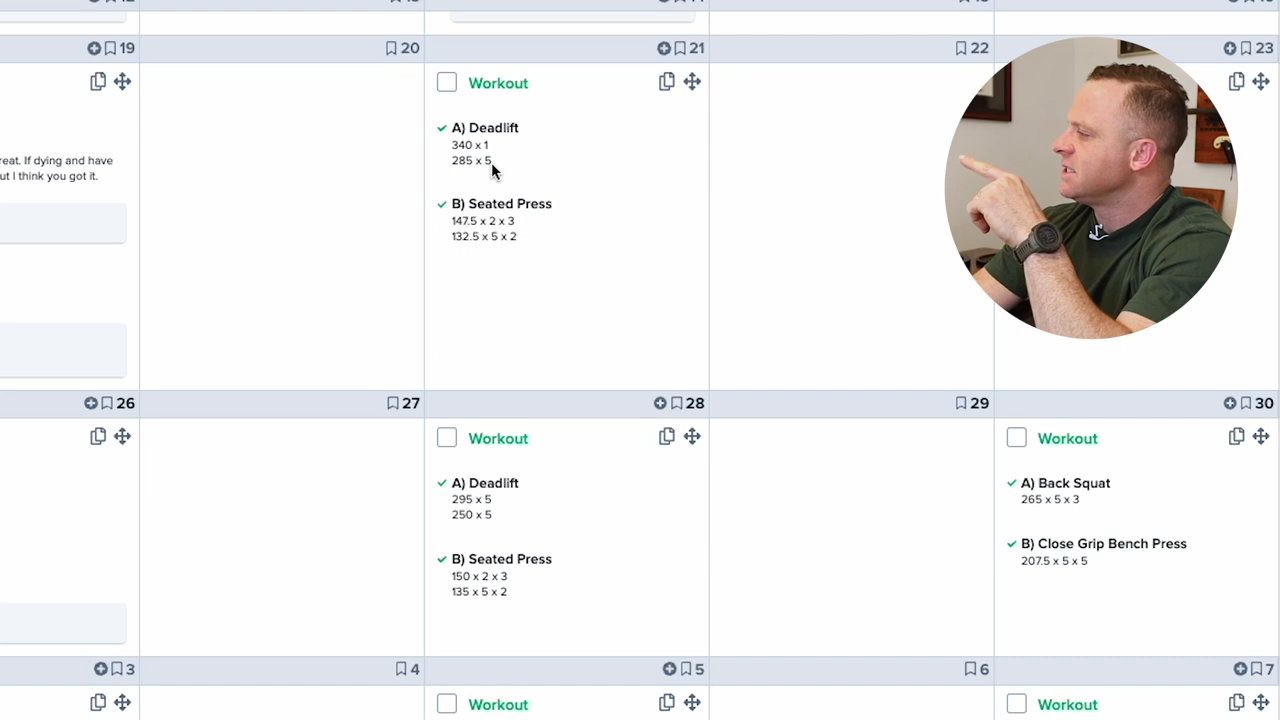 19
20
21
22
23
Workout
A) Deadlift
340 x 1
285 x 5
B) Seated Press
147.5 x 2 x 3
132.5 x 5 x 2
reat. If dying and have
ut I think you got it.
26
27
28
29
30
Workout
A) Deadlift
295 x 5
250 x 5
B) Seated Press
150 x 2 x 3
135 x 5 x 2
Workout
A) Back Squat
265 x 5 x 3
B) Close Grip Bench Press
207.5 x 5 x 5
3
4
5
6
7
Workout
Workout